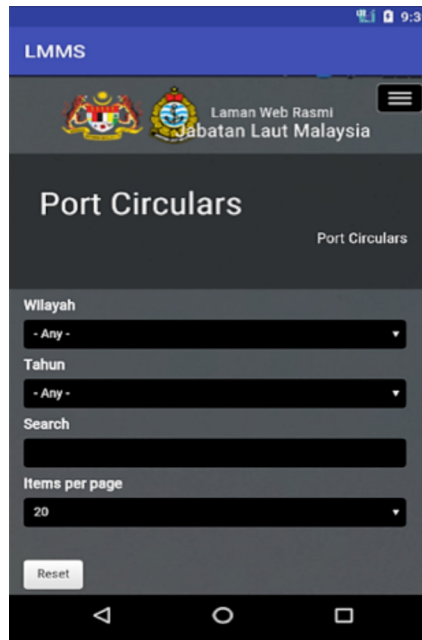 9:3
LMMS
Laman Web Rasmi
Jabatan Laut Malaysia
Port Circulars
Port Circulars
Wilayah
- Any -
Tahun
- Any -
Search
Items per page
20
Reset